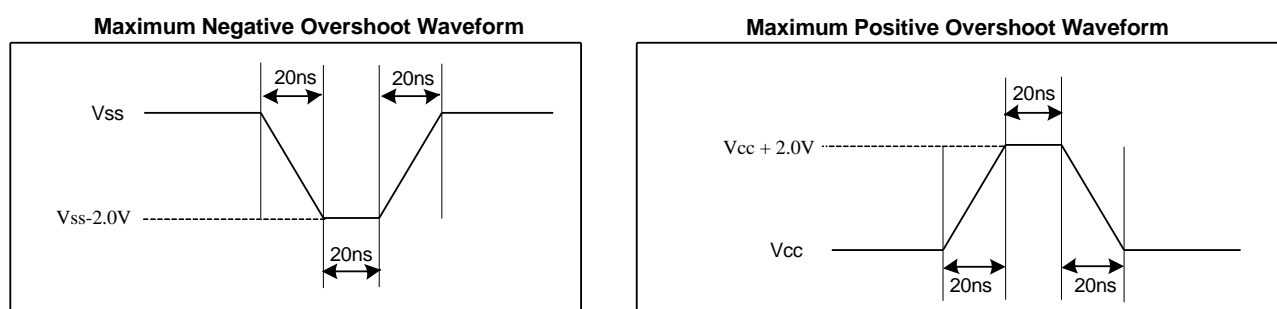 Maximum Negative Overshoot Waveform
20ns
20ns
Vss
Vss-2.0V
20ns
Maximum Positive Overshoot Waveform
20ns
Vcc + 2.0V
Vcc
20ns
20ns